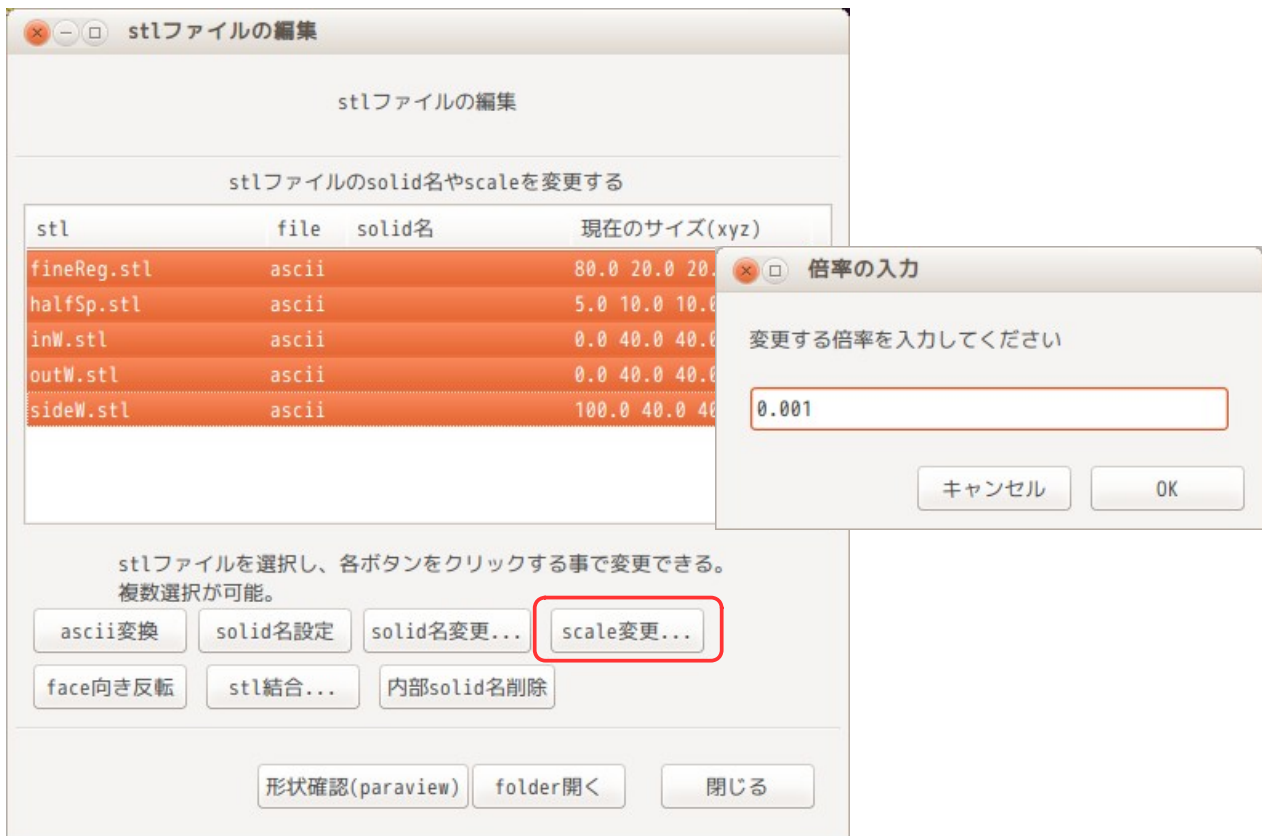 stlファイルの編集
stlファイルの編集
stlファイルのsolid名やscaleを変更する
stl file solid名 現在のサイズ(xyz)
fineReg.stl ascii 80.0 20.0 20.
halfSp.stl ascii 5.0 10.0 10.0
inW.stl ascii 0.0 40.0 40.0
outW.stl ascii 0.0 40.0 40.0
sideW.stl ascii 100.0 40.0 40
倍率の入力
変更する倍率を入力してください
0.001
キャンセル OK
stlファイルを選択し、各ボタンをクリックする事で変更できる。
複数選択が可能。
ascii変換 solid名設定 solid名変更... scale変更...
face向き反転 stl結合... 内部solid名削除
形状確認(paraview) folder開く 閉じる